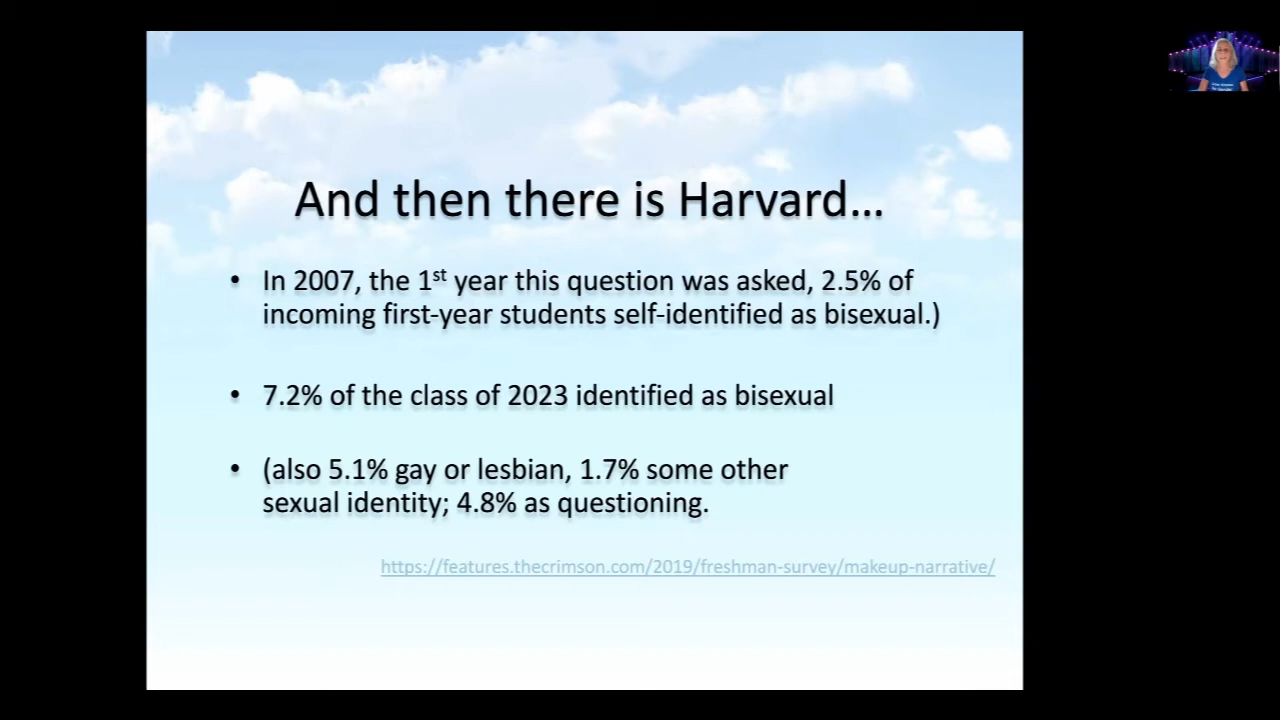 And then there is Harvard…
• In 2007, the 1st year this question was asked, 2.5% of
incoming first-year students self-identified as bisexual.)
• 7.2% of the class of 2023 identified as bisexual
• (also 5.1% gay or lesbian, 1.7% some other
sexual identity; 4.8% as questioning.
https://features.thecrimson.com/2019/freshman-survey/makeup-narrative/